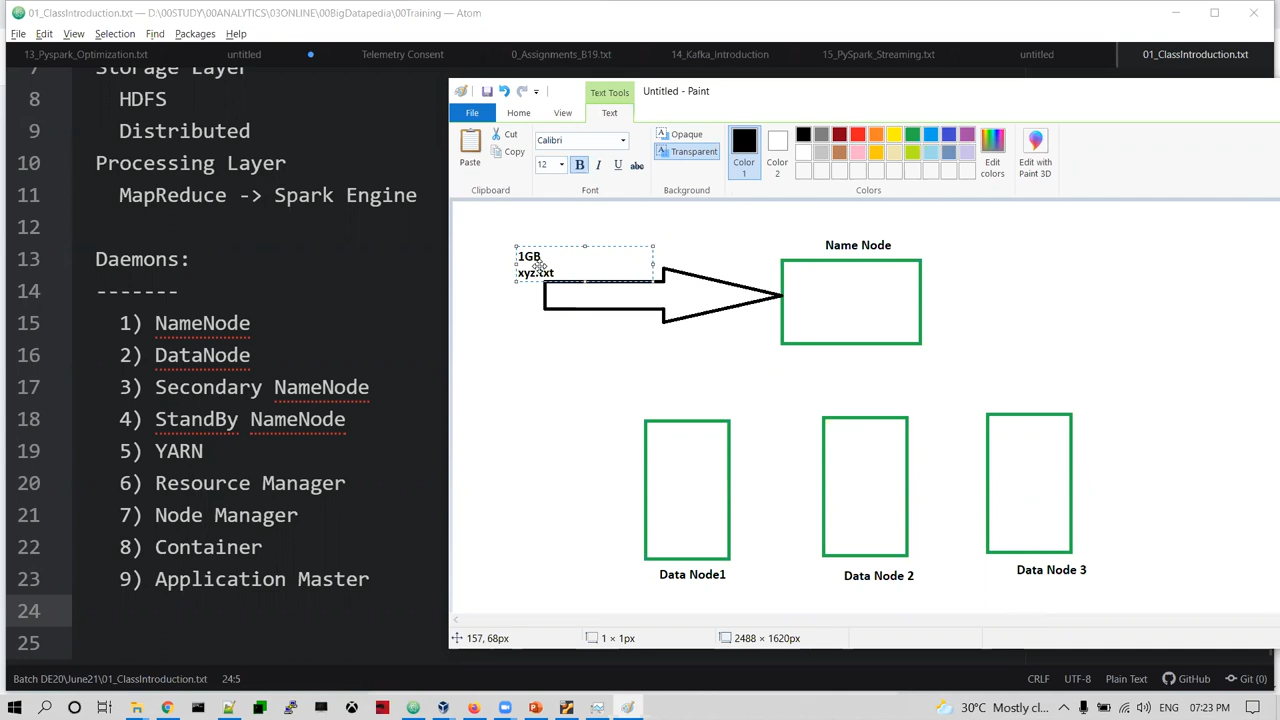 01_ClassIntroduction.txt — D:\00STUDY\00ANALYTICS\03ONLINE\00BigDatapedia\00Training — Atom
File Edit View Selection Find Packages Help
13_Pyspark_Optimization.txt untitled Telemetry Consent 0_Assignments_B19.txt 14_Kafka_Introduction 15_PySpark_Streaming.txt untitled 01_ClassIntroduction.txt
7 Storage Layer
8 HDFS
9 Distributed
10 Processing Layer
11 MapReduce -> Spark Engine
12
13 Daemons:
14 -------
15 1) NameNode
16 2) DataNode
17 3) Secondary NameNode
18 4) StandBy NameNode
19 5) YARN
20 6) Resource Manager
21 7) Node Manager
22 8) Container
23 9) Application Master
24
25
Text Tools Untitled - Paint
File Home View Text
Paste Cut Copy
Clipboard
Calibri
12 B I U abc
Font
Opaque
Transparent
Background
Color 1
Color 2
Edit colors
Colors
Edit with Paint 3D
1GB
xyz.txt
Name Node
Data Node1
Data Node 2
Data Node 3
157, 68px 1 × 1px 2488 × 1620px
Batch DE20\June21\01_ClassIntroduction.txt 24:5 CRLF UTF-8 Plain Text GitHub Git (0)
30°C Mostly cl... ENG 07:23 PM